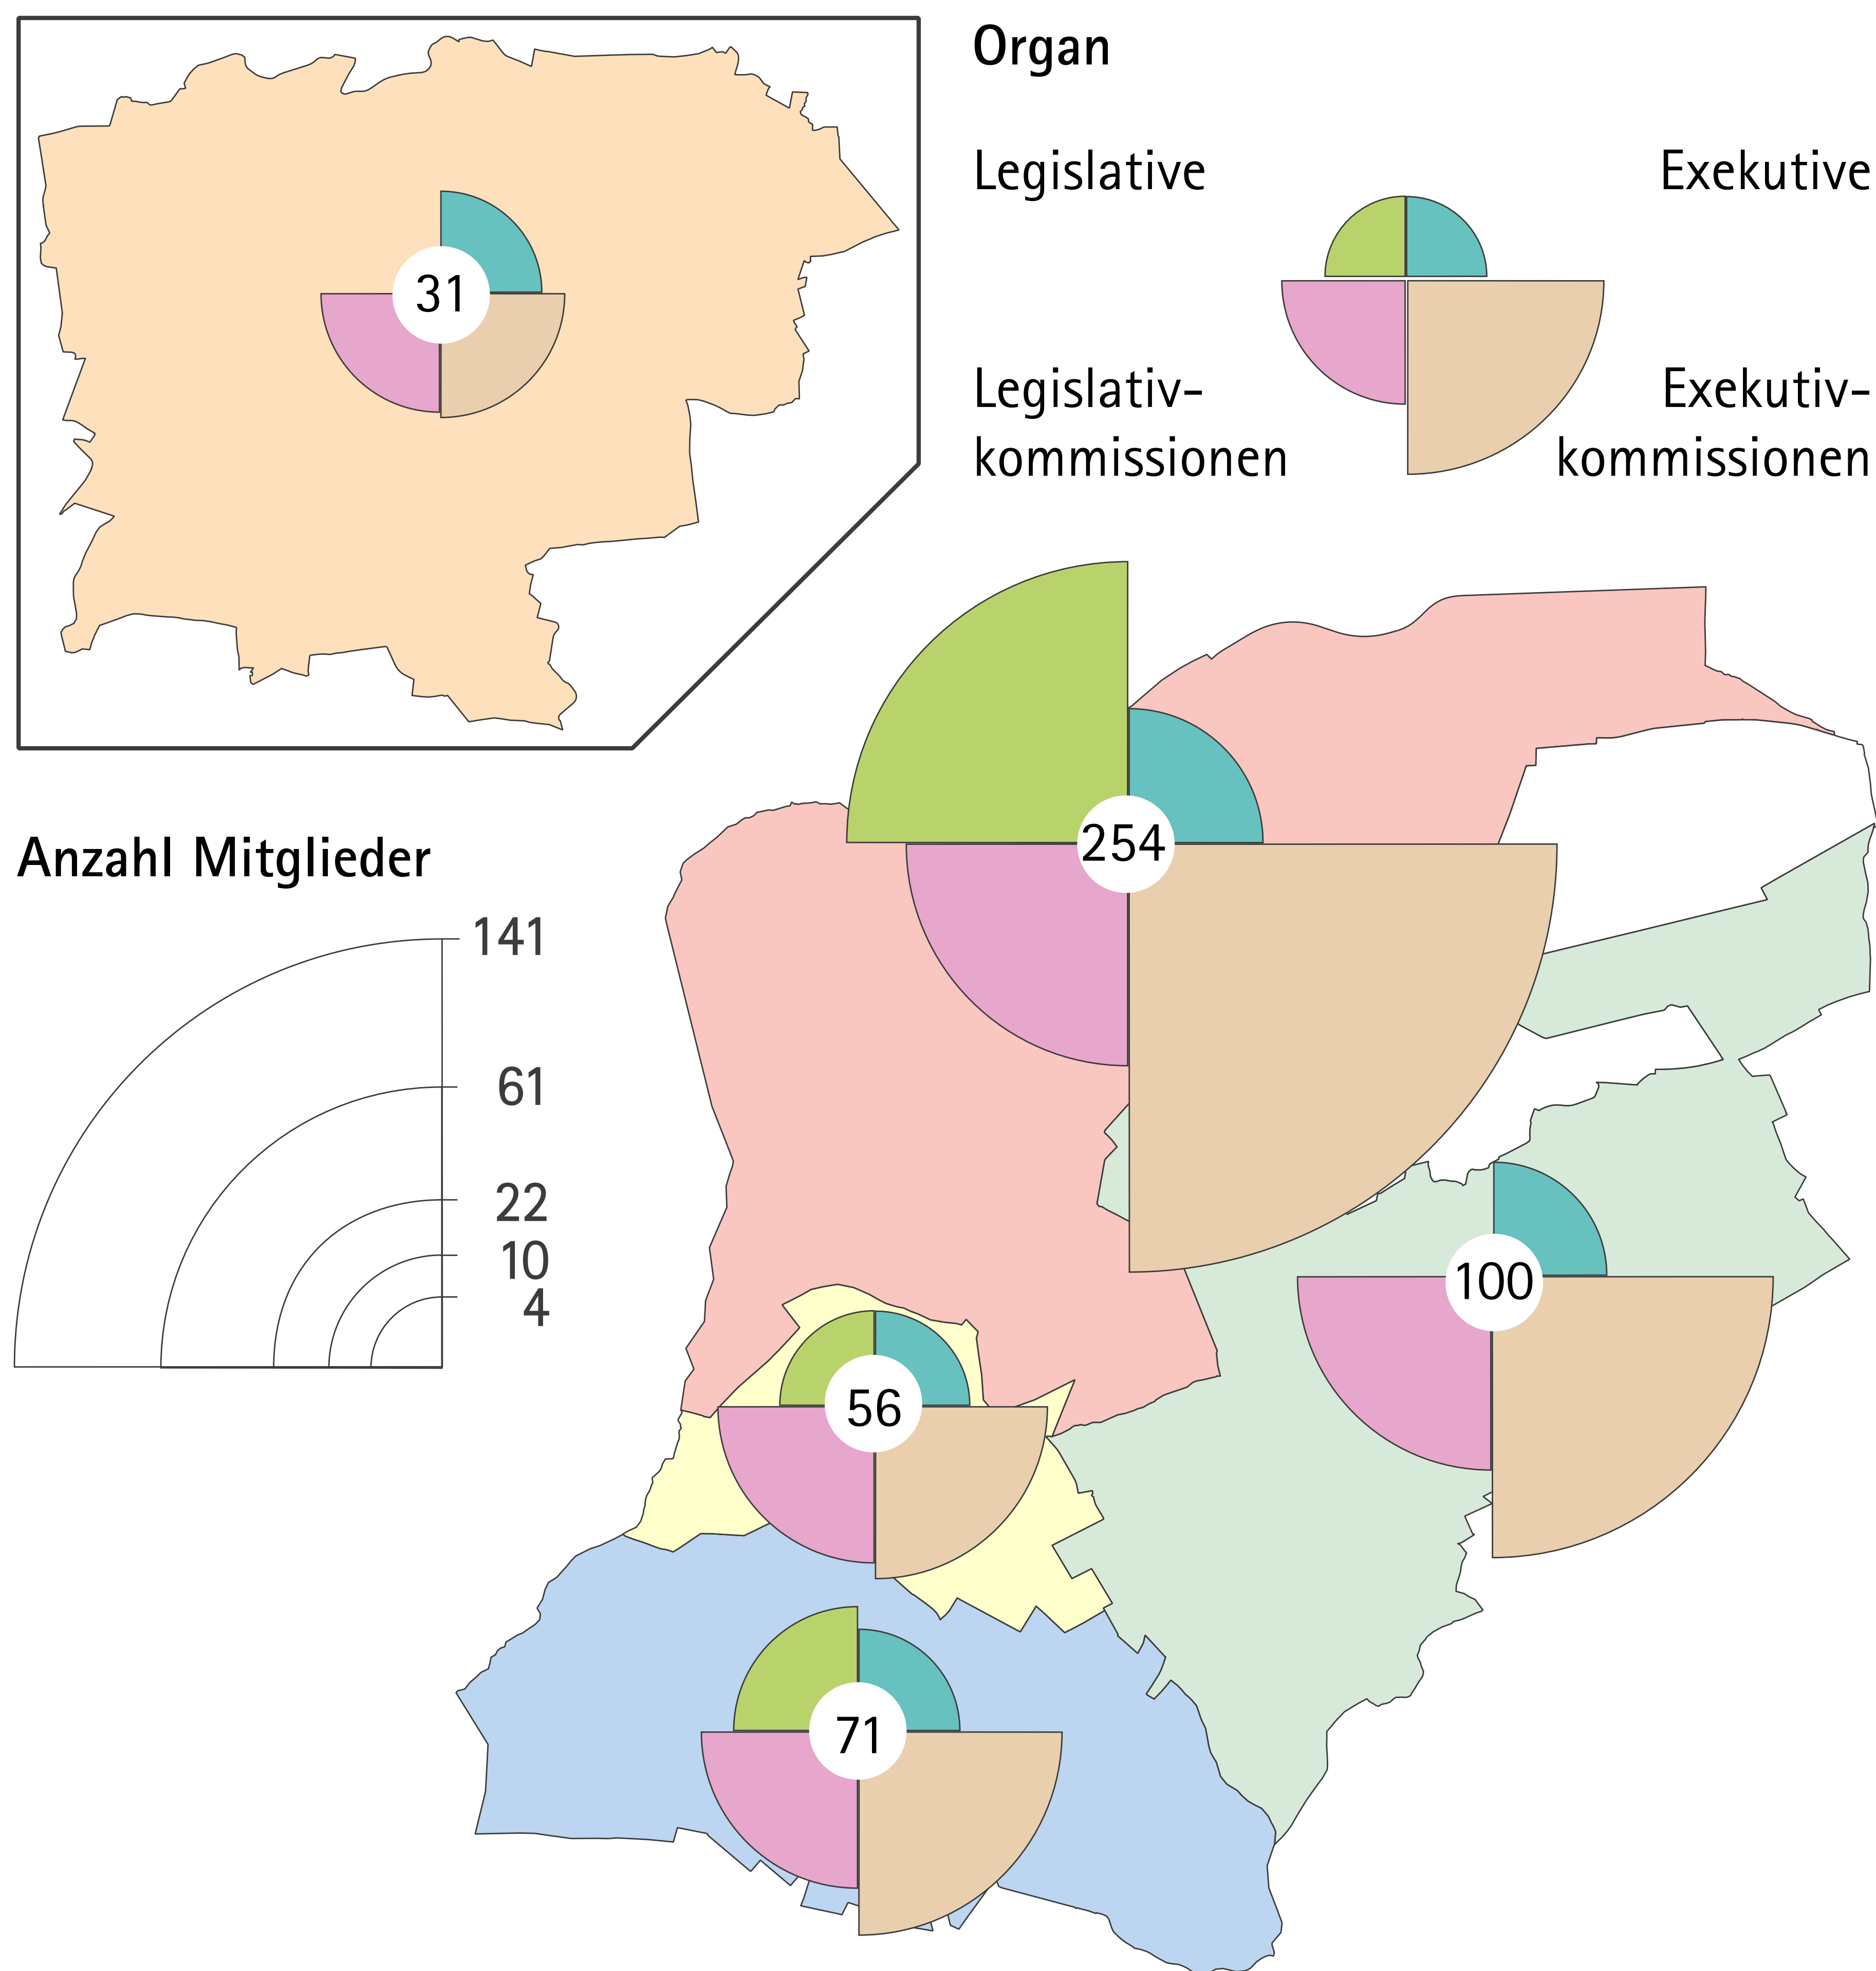 Organ
Legislative
Exekutive
Legislativ-
kommissionen
Exekutiv-
kommissionen
31
Anzahl Mitglieder
141
61
22
10
4
254
100
56
71